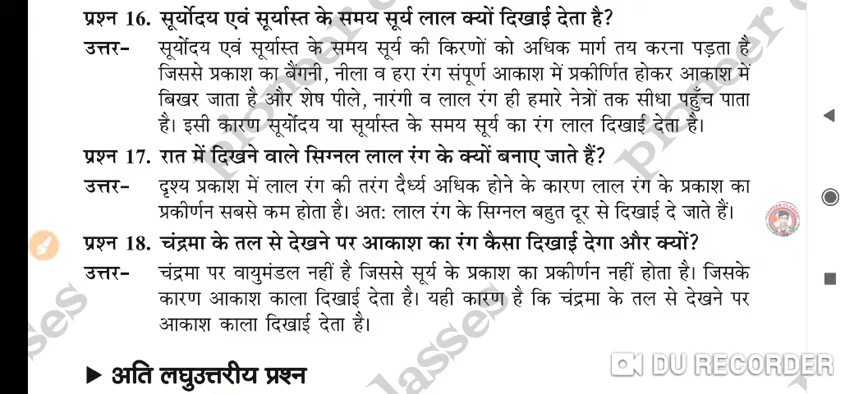 प्रश्न 16. सूर्योदय एवं सूर्यास्त के समय सूर्य लाल क्यों दिखाई देता है?
उत्तर- सूर्योदय एवं सूर्यास्त के समय सूर्य की किरणों को अधिक मार्ग तय करना पड़ता है
जिससे प्रकाश का बैंगनी, नीला व हरा रंग संपूर्ण आकाश में प्रकीर्णित होकर आकाश में
बिखर जाता है और शेष पीले, नारंगी व लाल रंग ही हमारे नेत्रों तक सीधा पहुँच पाता
है। इसी कारण सूर्योदय या सूर्यास्त के समय सूर्य का रंग लाल दिखाई देता है।
प्रश्न 17. रात में दिखने वाले सिग्नल लाल रंग के क्यों बनाए जाते हैं?
उत्तर- दृश्य प्रकाश में लाल रंग की तरंग दैर्ध्य अधिक होने के कारण लाल रंग के प्रकाश का
प्रकीर्णन सबसे कम होता है। अतः लाल रंग के सिग्नल बहुत दूर से दिखाई दे जाते हैं।
प्रश्न 18. चंद्रमा के तल से देखने पर आकाश का रंग कैसा दिखाई देगा और क्यों?
उत्तर- चंद्रमा पर वायुमंडल नहीं है जिससे सूर्य के प्रकाश का प्रकीर्णन नहीं होता है। जिसके
कारण आकाश काला दिखाई देता है। यही कारण है कि चंद्रमा के तल से देखने पर
आकाश काला दिखाई देता है।
▶ अति लघुउत्तरीय प्रश्न
DU RECORDER